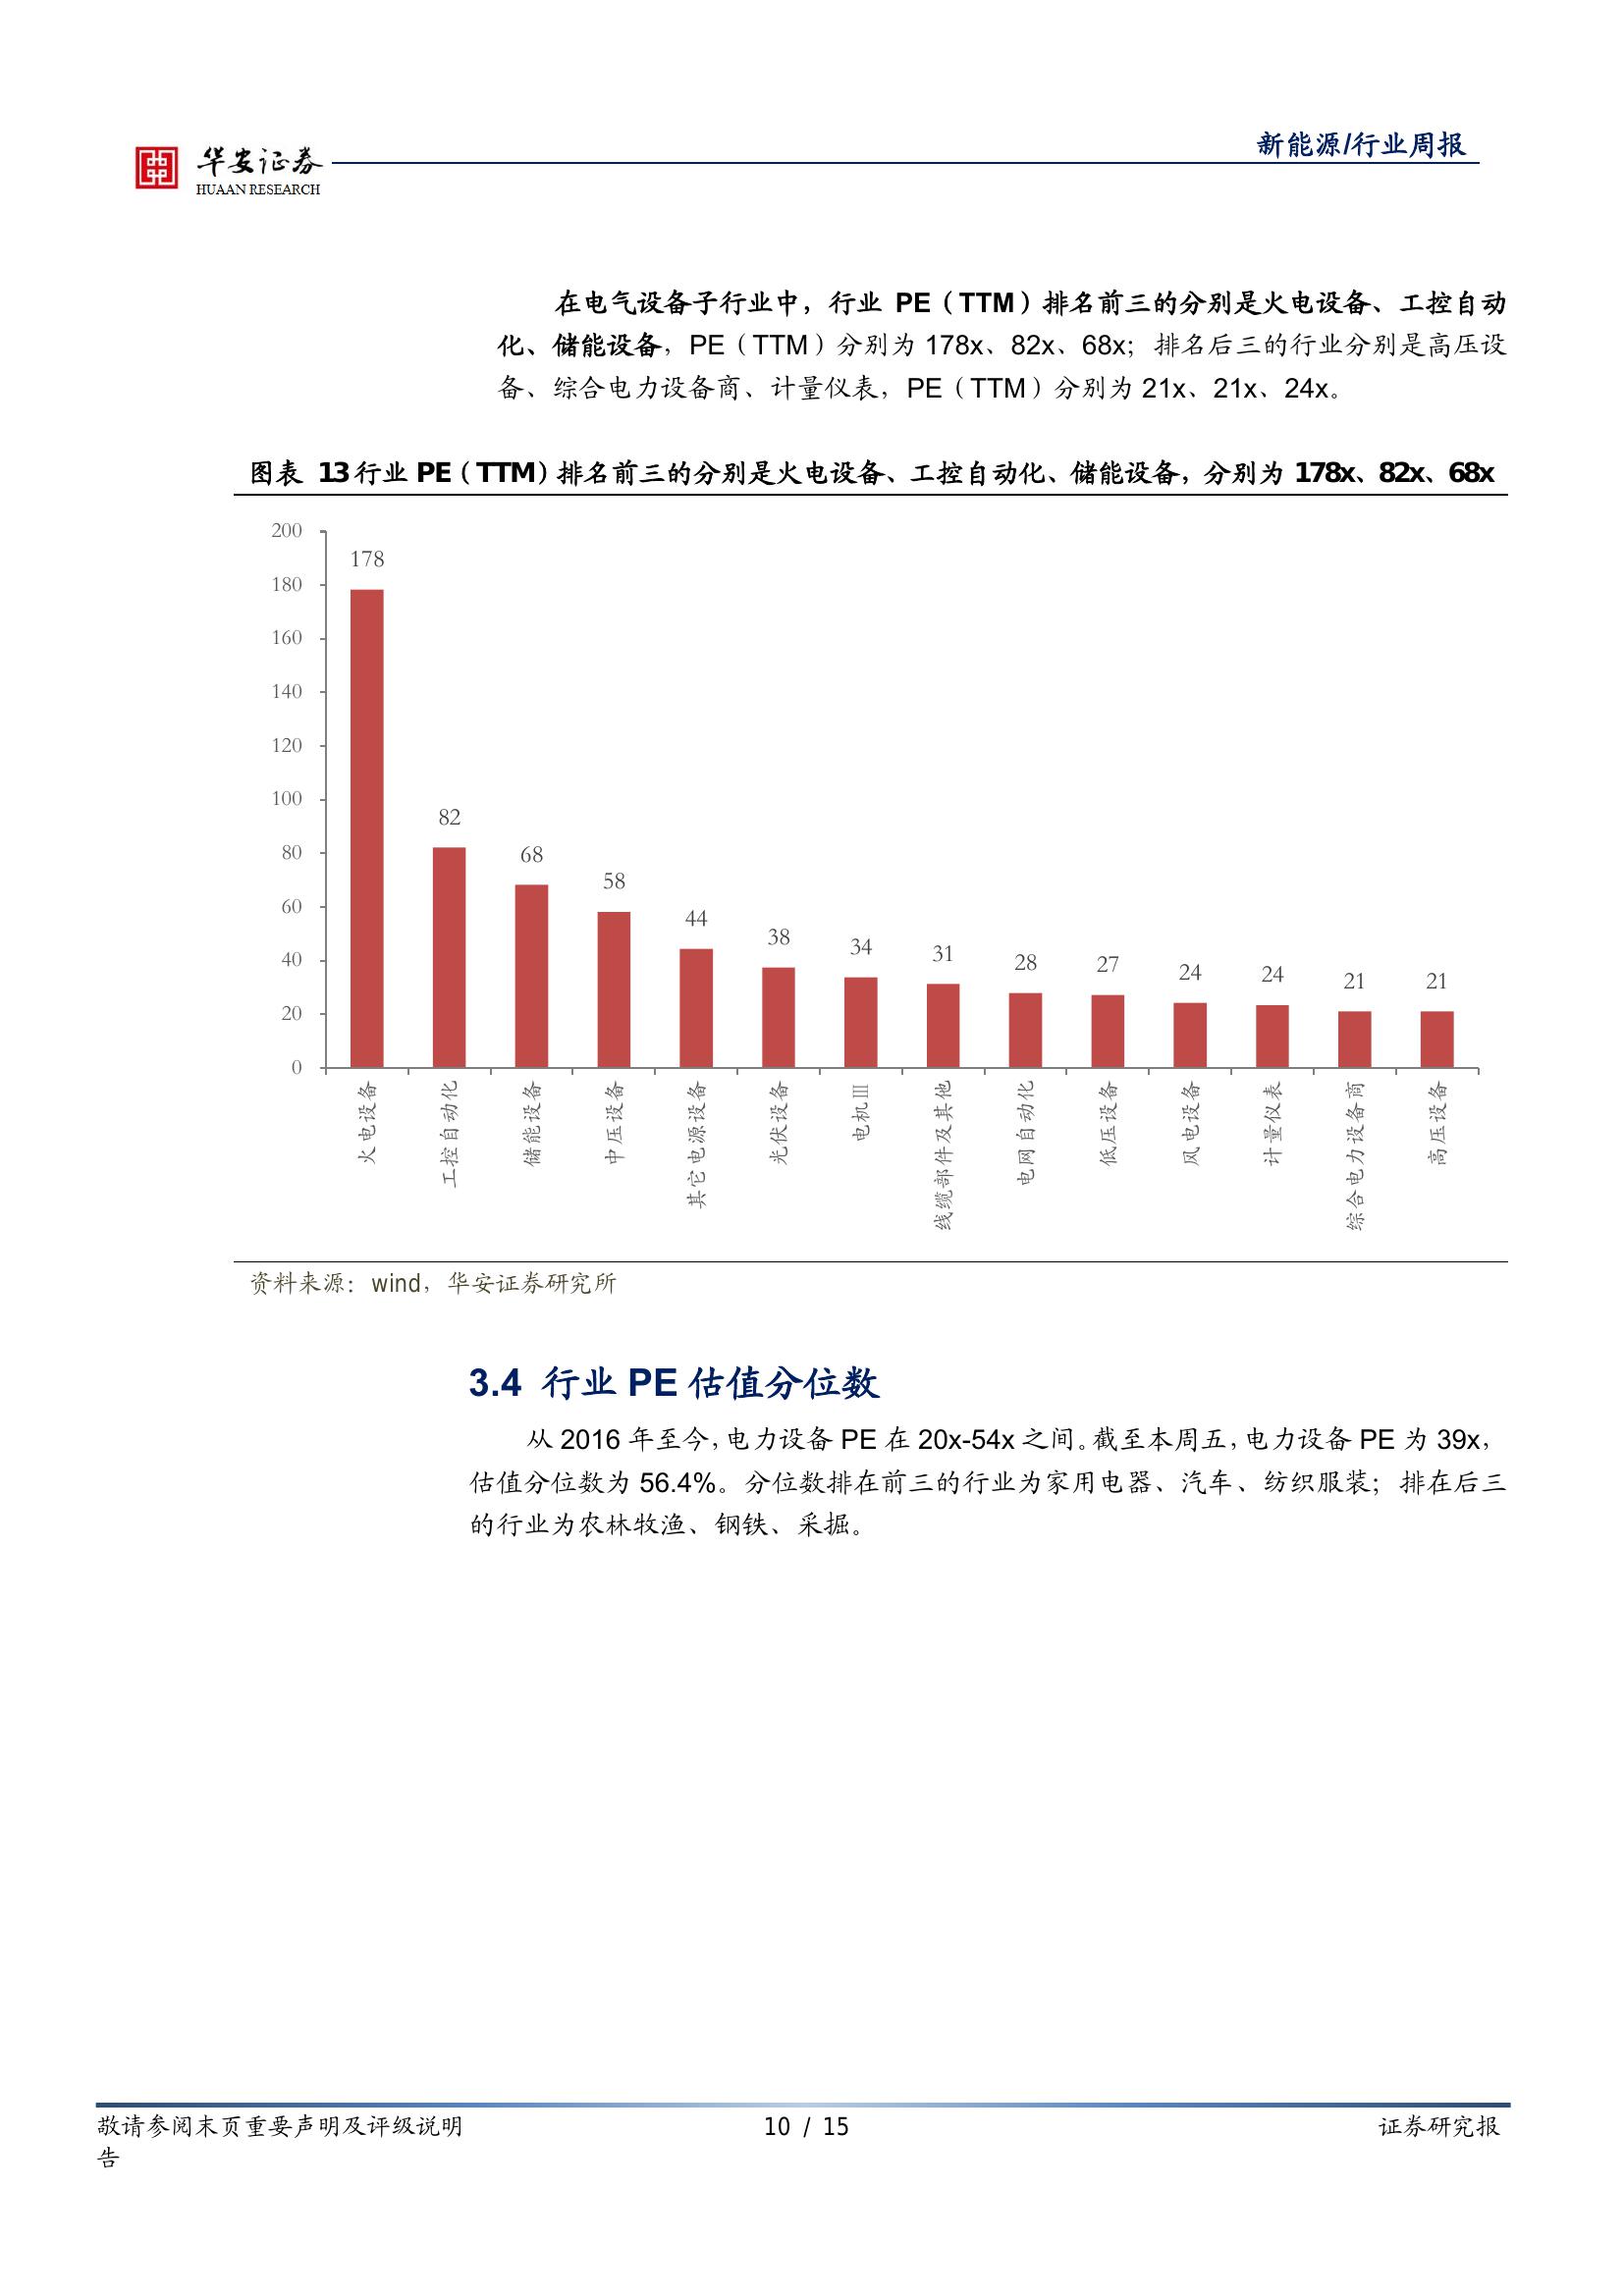 华安证券
HUAAN RESEARCH
新能源/行业周报
在电气设备子行业中，行业 PE（TTM）排名前三的分别是火电设备、工控自动
化、储能设备，PE（TTM）分别为 178x、82x、68x；排名后三的行业分别是高压设
备、综合电力设备商、计量仪表，PE（TTM）分别为 21x、21x、24x。
图表 13 行业 PE（TTM）排名前三的分别是火电设备、工控自动化、储能设备，分别为 178x、82x、68x
200
180
160
140
120
100
80
60
40
20
0
178
82
68
58
44
38
34
31
28
27
24
24
21
21
火电设备
工控自动化
储能设备
中压设备
其它电源设备
光伏设备
电机Ⅲ
线缆部件及其他
电网自动化
低压设备
风电设备
计量仪表
综合电力设备商
高压设备
资料来源：wind，华安证券研究所
3.4 行业 PE 估值分位数
从 2016 年至今，电力设备 PE 在 20x-54x 之间。截至本周五，电力设备 PE 为 39x，
估值分位数为 56.4%。分位数排在前三的行业为家用电器、汽车、纺织服装；排在后三
的行业为农林牧渔、钢铁、采掘。
敬请参阅末页重要声明及评级说明
10 / 15
证券研究报
告